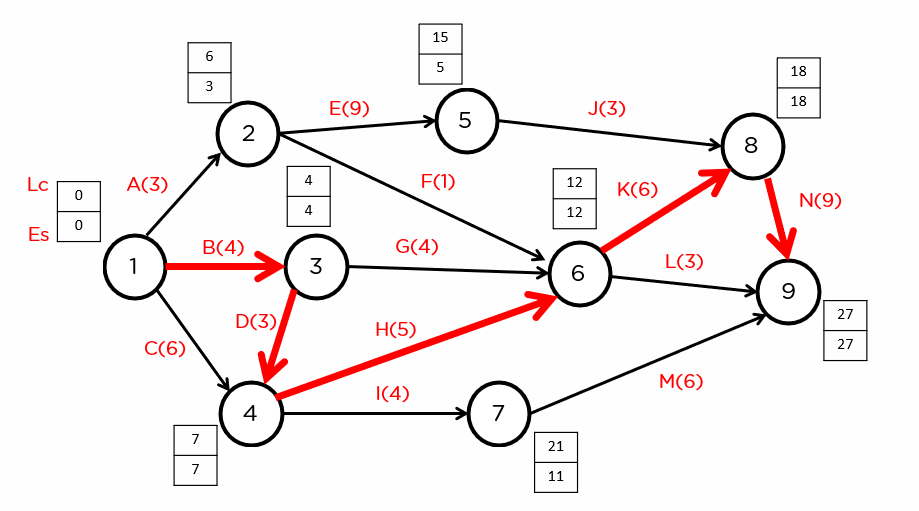 15
5
18
18
6
3
E(9)
5
J(3)
2
8
4
4
12
12
Lc
0
A(3)
F(1)
K(6)
N(9)
Es
0
B(4)
G(4)
L(3)
1
3
6
9
D(3)
H(5)
27
27
C(6)
I(4)
M(6)
4
7
7
7
21
11